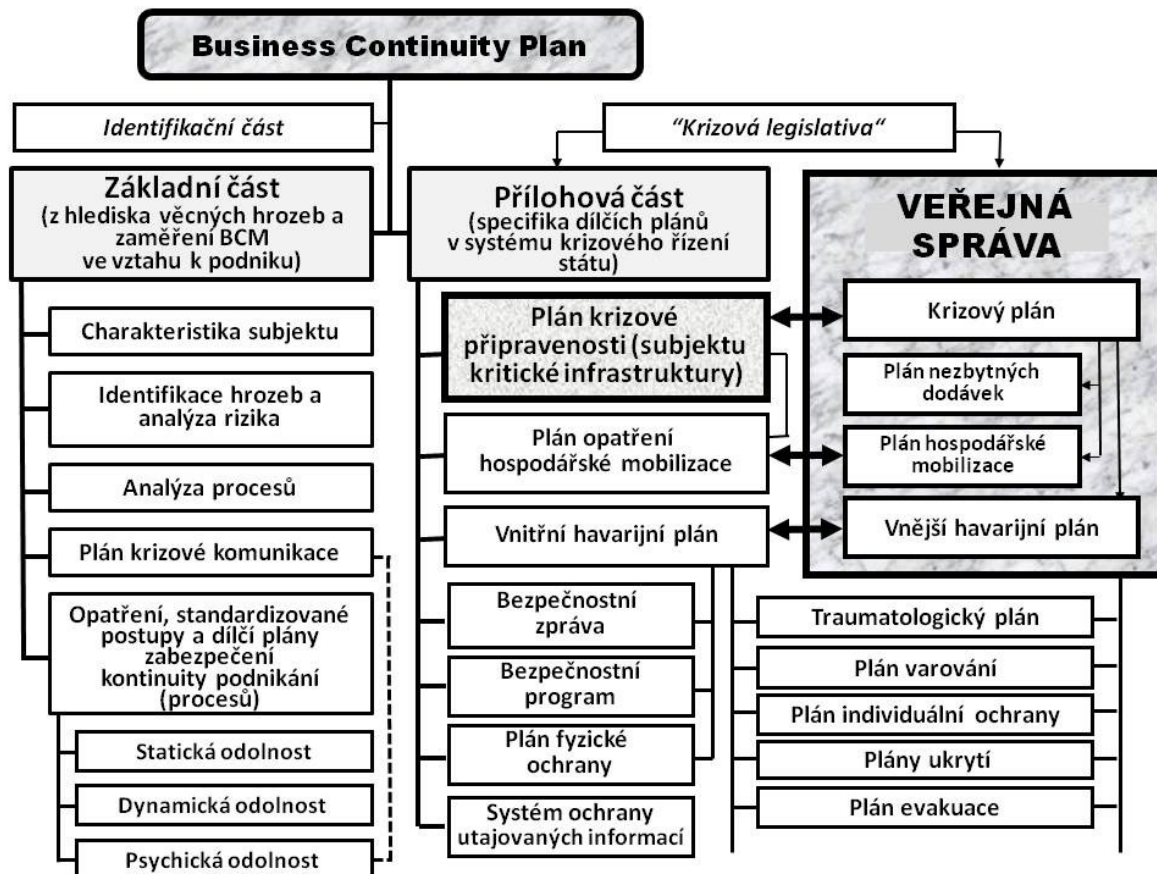 Business Continuity Plan
Identifikační část
“Krizová legislativa“
Základní část
(z hlediska věcných hrozeb a
zaměření BCM
ve vztahu k podniku)
Charakteristika subjektu
Identifikace hrozeb a
analýza rizika
Analýza procesů
Plán krizové komunikace
Opatření, standardizované
postupy a dílčí plány
zabezpečení
kontinuity podnikání
(procesů)
Statická odolnost
Dynamická odolnost
Psychická odolnost
Přílohová část
(specifika dílčích plánů
v systému krizového řízení
státu)
Plán krizové
připravenosti (subjektu
kritické infrastruktury)
Plán opatření
hospodářské mobilizace
Vnitřní havarijní plán
Bezpečnostní
zpráva
Bezpečnostní
program
Plán fyzické
ochrany
Systém ochrany
utajovaných informací
VEŘEJNÁ
SPRÁVA
Krizový plán
Plán nezbytných
dodávek
Plán hospodářské
mobilizace
Vnější havarijní plán
Traumatologický plán
Plán varování
Plán individuální ochrany
Plány ukrytí
Plán evakuace